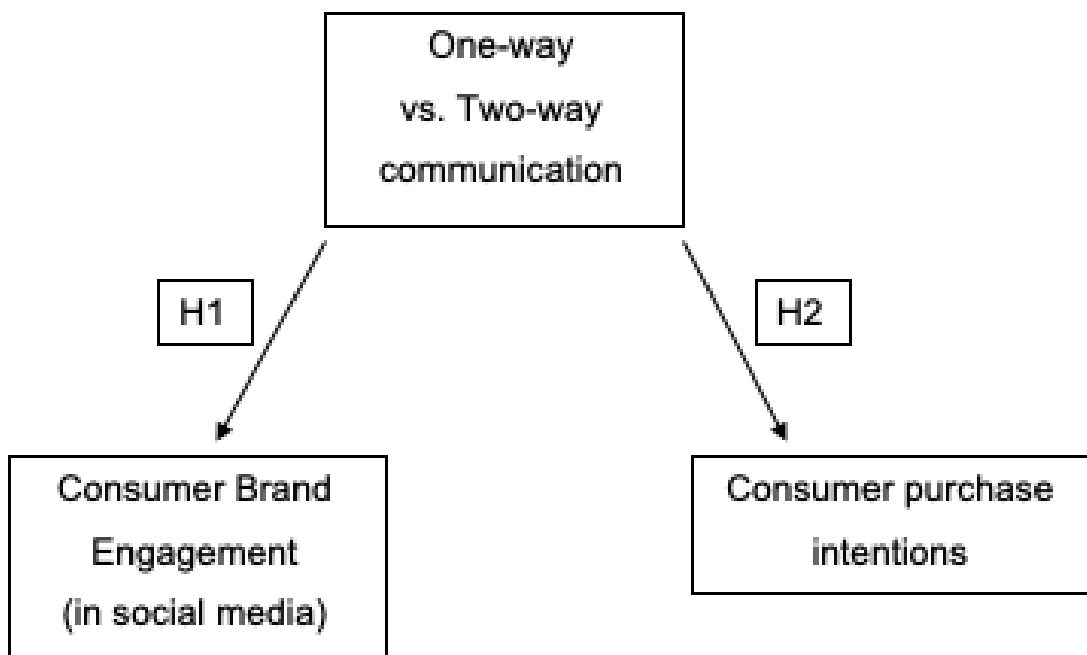 One-way
vs. Two-way
communication
H1
H2
Consumer Brand
Engagement
(in social media)
Consumer purchase
intentions